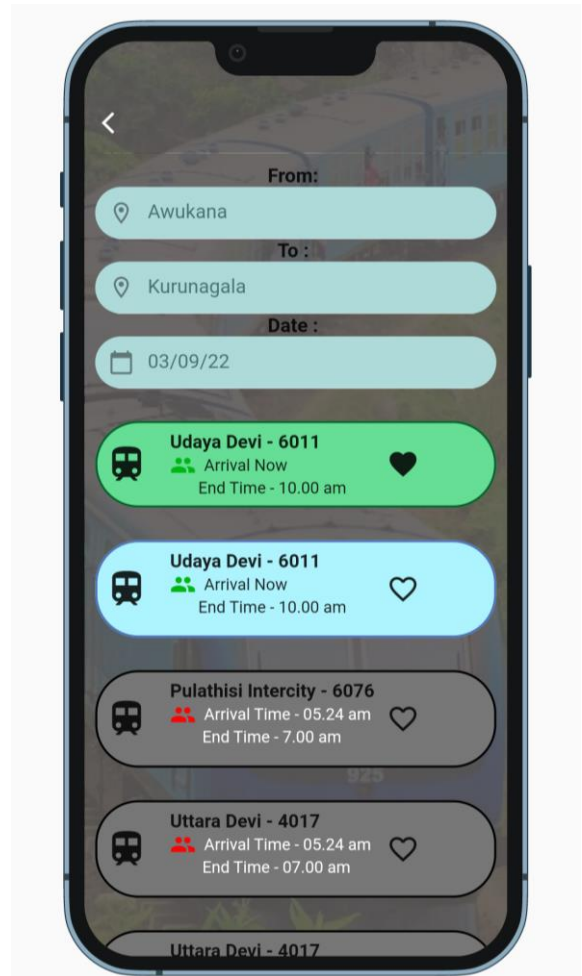 From:
Awukana
To :
Kurunagala
Date :
03/09/22
Udaya Devi - 6011
Arrival Now
End Time - 10.00 am
Udaya Devi - 6011
Arrival Now
End Time - 10.00 am
Pulathisi Intercity - 6076
Arrival Time - 05.24 am
End Time - 7.00 am
925
Uttara Devi - 4017
Arrival Time - 05.24 am
End Time - 07.00 am
Uttara Devi - 4017